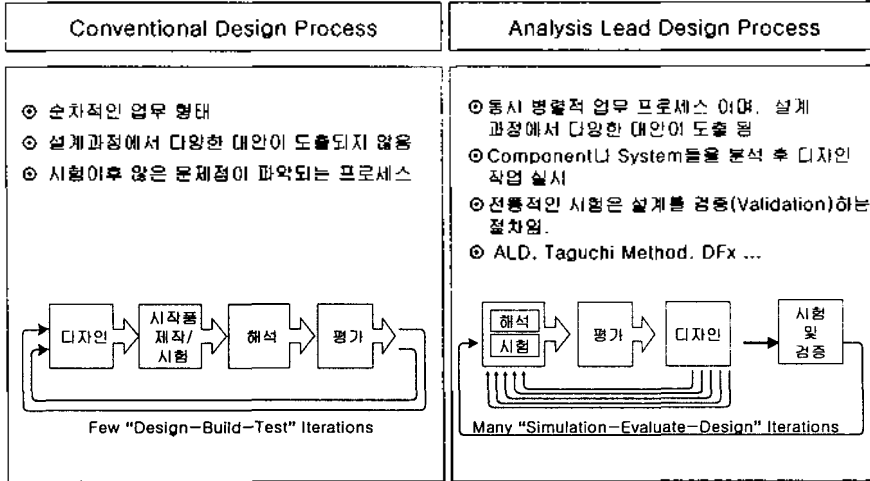 Conventional Design Process
⊙ 순차적인 업무 형태
⊙ 설계과정에서 다양한 대안이 도출되지 않음
⊙ 시험이후 많은 문제점이 파악되는 프로세스
디자인
시작품
제작/
시험
해석
평가
Few "Design-Build-Test" Iterations
Analysis Lead Design Process
⊙ 동시 병렬적 업무 프로세스 이며, 설계
과정에서 다양한 대안이 도출 됨
⊙ Component나 System들을 분석 후 디자인
작업 실시
⊙ 전통적인 시험은 설계를 검증(Validation)하는
절차임.
⊙ ALD, Taguchi Method, DFx ...
해석
시험
평가
디자인
시험
및
검증
Many "Simulation-Evaluate-Design" Iterations